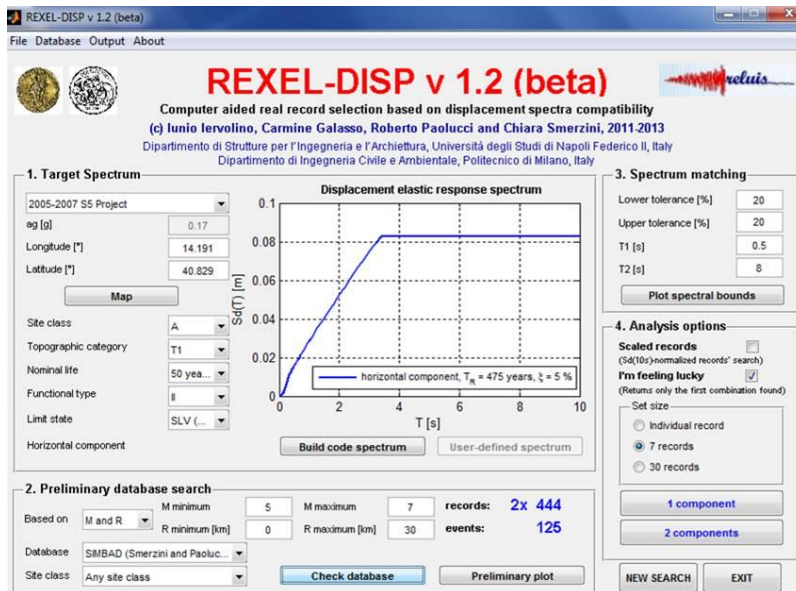 REXEL-DISP v 1.2 (beta)
File Database Output About
REXEL-DISP v 1.2 (beta)
reluis
Computer aided real record selection based on displacement spectra compatibility
(c) Iunio Iervolino, Carmine Galasso, Roberto Paolucci and Chiara Smerzini, 2011-2013
Dipartimento di Strutture per l'Ingegneria e l'Archiettura, Università degli Studi di Napoli Federico II, Italy
Dipartimento di Ingegneria Civile e Ambientale, Politecnico di Milano, Italy
1. Target Spectrum
2005-2007 S5 Project
ag [g] 0.17
Longitude [°] 14.191
Latitude [°] 40.829
Map
Site class A
Topographic category T1
Nominal life 50 yea...
Functional type II
Limit state SLV (...
Horizontal component
Displacement elastic response spectrum
0.1
0.08
0.06
0.04
0.02
0
Sd(T) [m]
horizontal component, TR = 475 years, ξ = 5 %
0 2 4 6 8 10
T [s]
Build code spectrum
User-defined spectrum
2. Preliminary database search
Based on M and R
M minimum 5 M maximum 7 records: 2x 444
R minimum [km] 0 R maximum [km] 30 events: 125
Database SIMBAD (Smerzini and Paoluc...
Site class Any site class
Check database
Preliminary plot
3. Spectrum matching
Lower tolerance [%] 20
Upper tolerance [%] 20
T1 [s] 0.5
T2 [s] 8
Plot spectral bounds
4. Analysis options
Scaled records
(Sd(10s)-normalized records' search)
I'm feeling lucky
(Returns only the first combination found)
Set size
Individual record
7 records
30 records
1 component
2 components
NEW SEARCH
EXIT